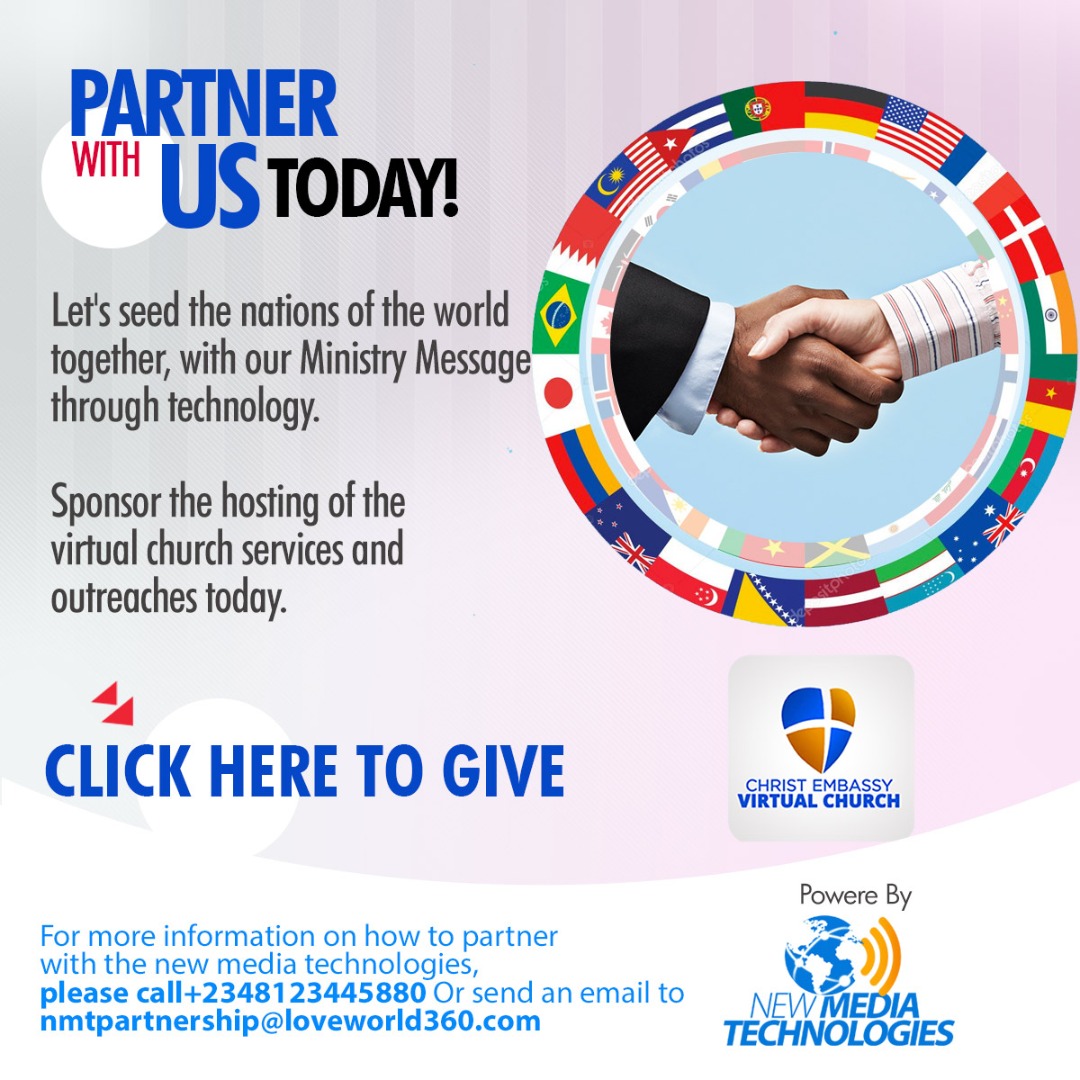 PARTNER
WITH US TODAY!
Let's seed the nations of the world
together, with our Ministry Message
through technology.
Sponsor the hosting of the
virtual church services and
outreaches today.
CLICK HERE TO GIVE
CHRIST EMBASSY
VIRTUAL CHURCH
Powere By
NEW MEDIA
TECHNOLOGIES
For more information on how to partner
with the new media technologies,
please call+2348123445880 Or send an email to
nmtpartnership@loveworld360.com